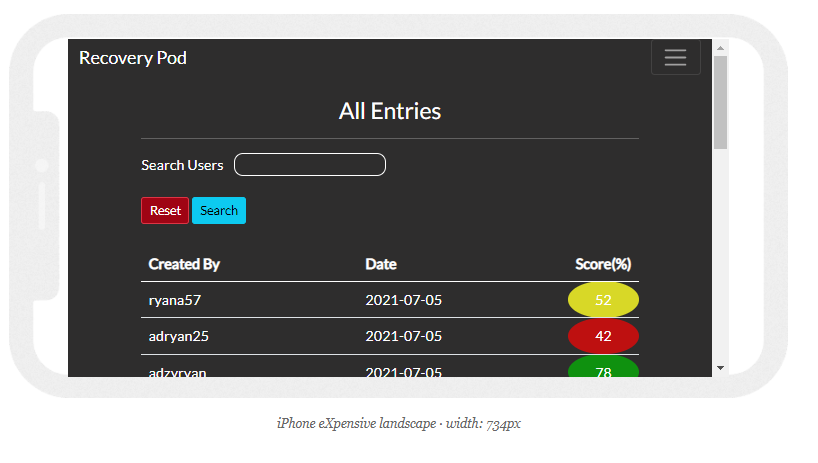 Recovery Pod
All Entries
Search Users
Reset Search
Created By Date Score(%)
ryana57 2021-07-05 52
adryan25 2021-07-05 42
adzyryan 2021-07-05 78
iPhone eXpensive landscape · width: 734px